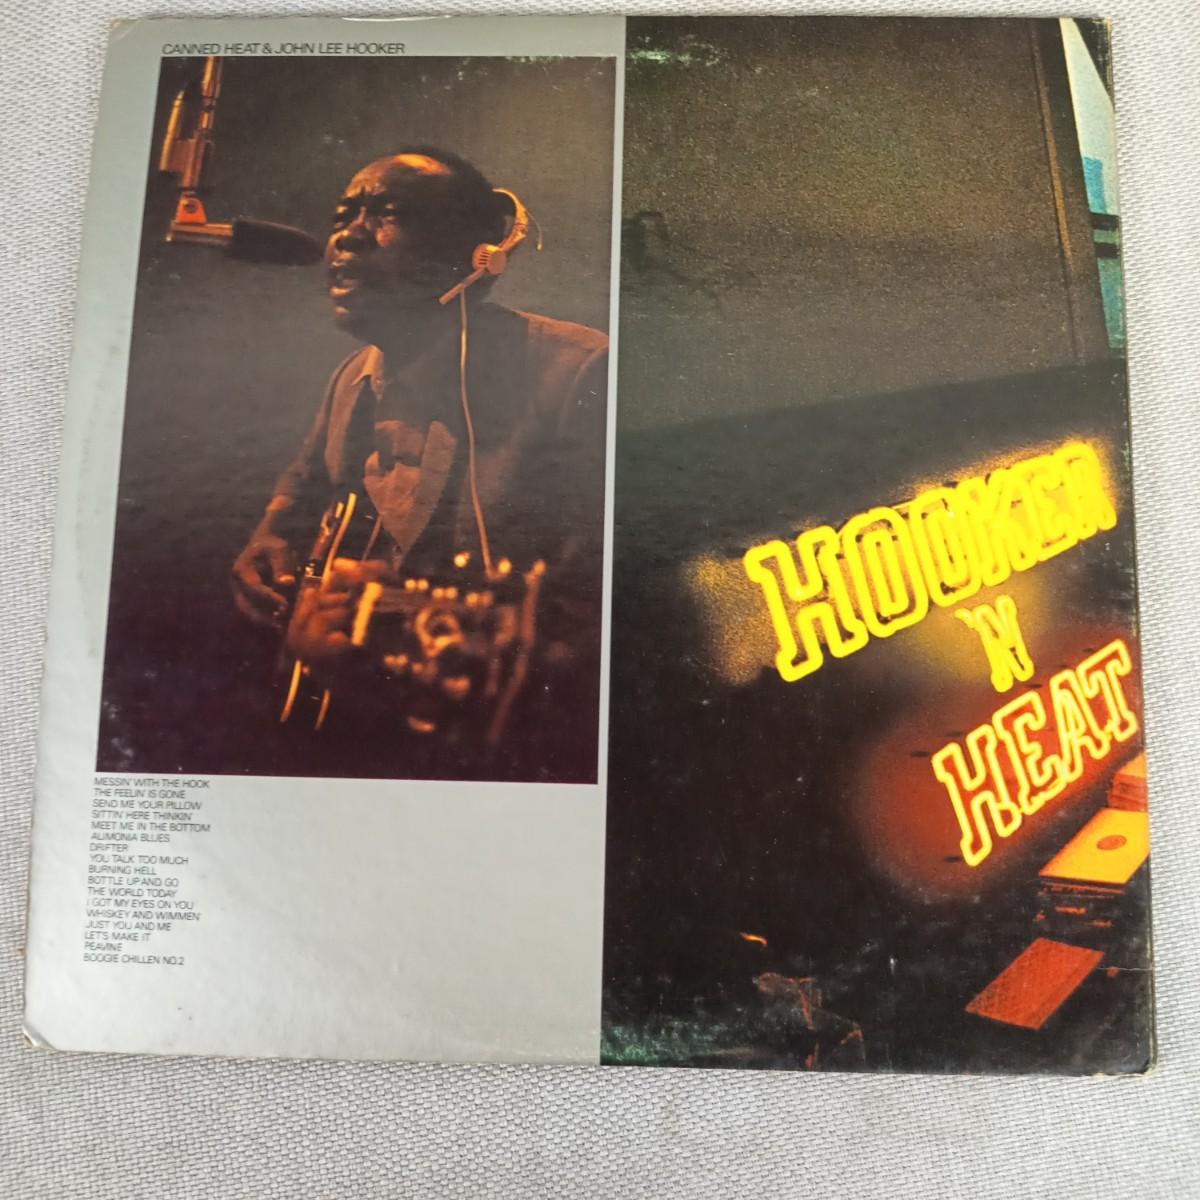 CANNED HEAT & JOHN LEE HOOKER
MESSIN' WITH THE HOOK
THE FEELIN' IS GONE
SEND ME YOUR PILLOW
SITTIN' HERE THINKIN'
MEET ME IN THE BOTTOM
ALIMONIA BLUES
DRIFTER
YOU TALK TOO MUCH
BURNING HELL
BOTTLE UP AND GO
THE WORLD TODAY
I GOT MY EYES ON YOU
WHISKEY AND WIMMEN'
JUST YOU AND ME
LET'S MAKE IT
PEAVINE
BOOGIE CHILLEN NO.2
HOOKER
'N
HEAT